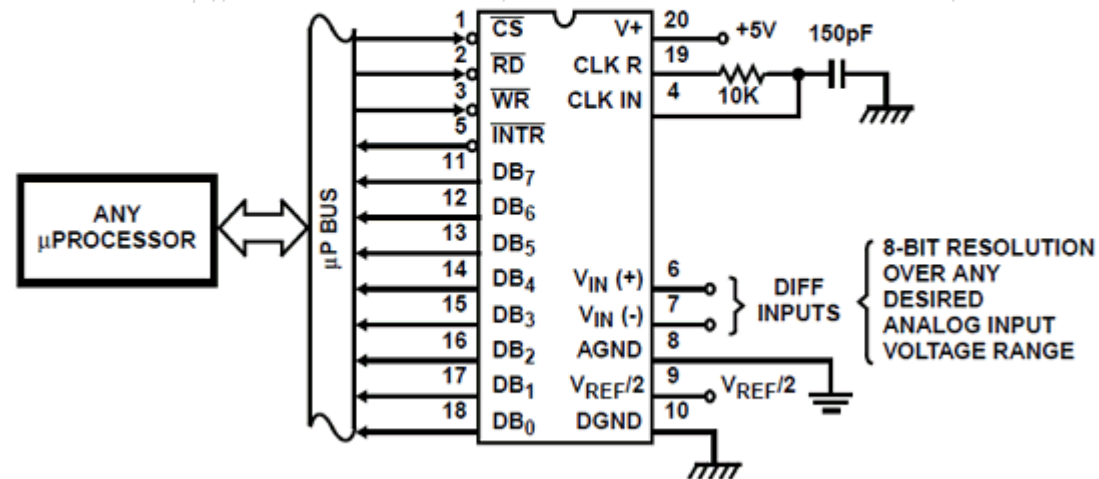 ANY
μPROCESSOR
μP BUS
1 CS V+ 20 +5V 150pF
2 RD CLK R 19 10K
3 WR CLK IN 4
5 INTR
11 DB7
12 DB6
13 DB5
14 DB4 VIN (+) 6
15 DB3 VIN (-) 7
16 DB2 AGND 8
17 DB1 VREF/2 9 VREF/2
18 DB0 DGND 10
DIFF
INPUTS
8-BIT RESOLUTION
OVER ANY
DESIRED
ANALOG INPUT
VOLTAGE RANGE